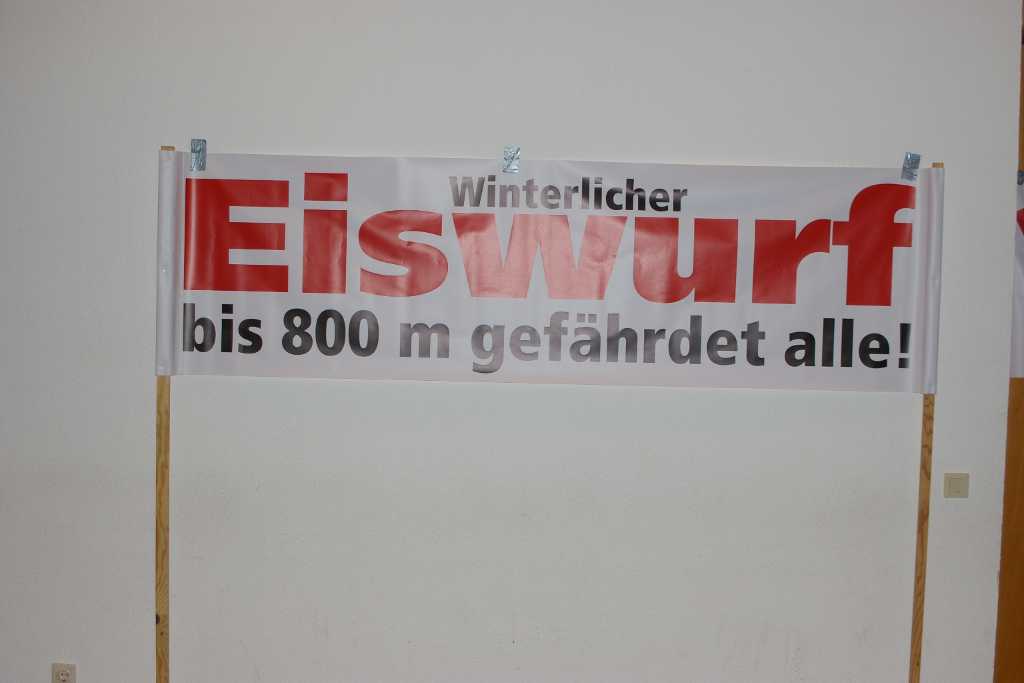 Winterlicher
Eiswurf
bis 800 m gefährdet alle!